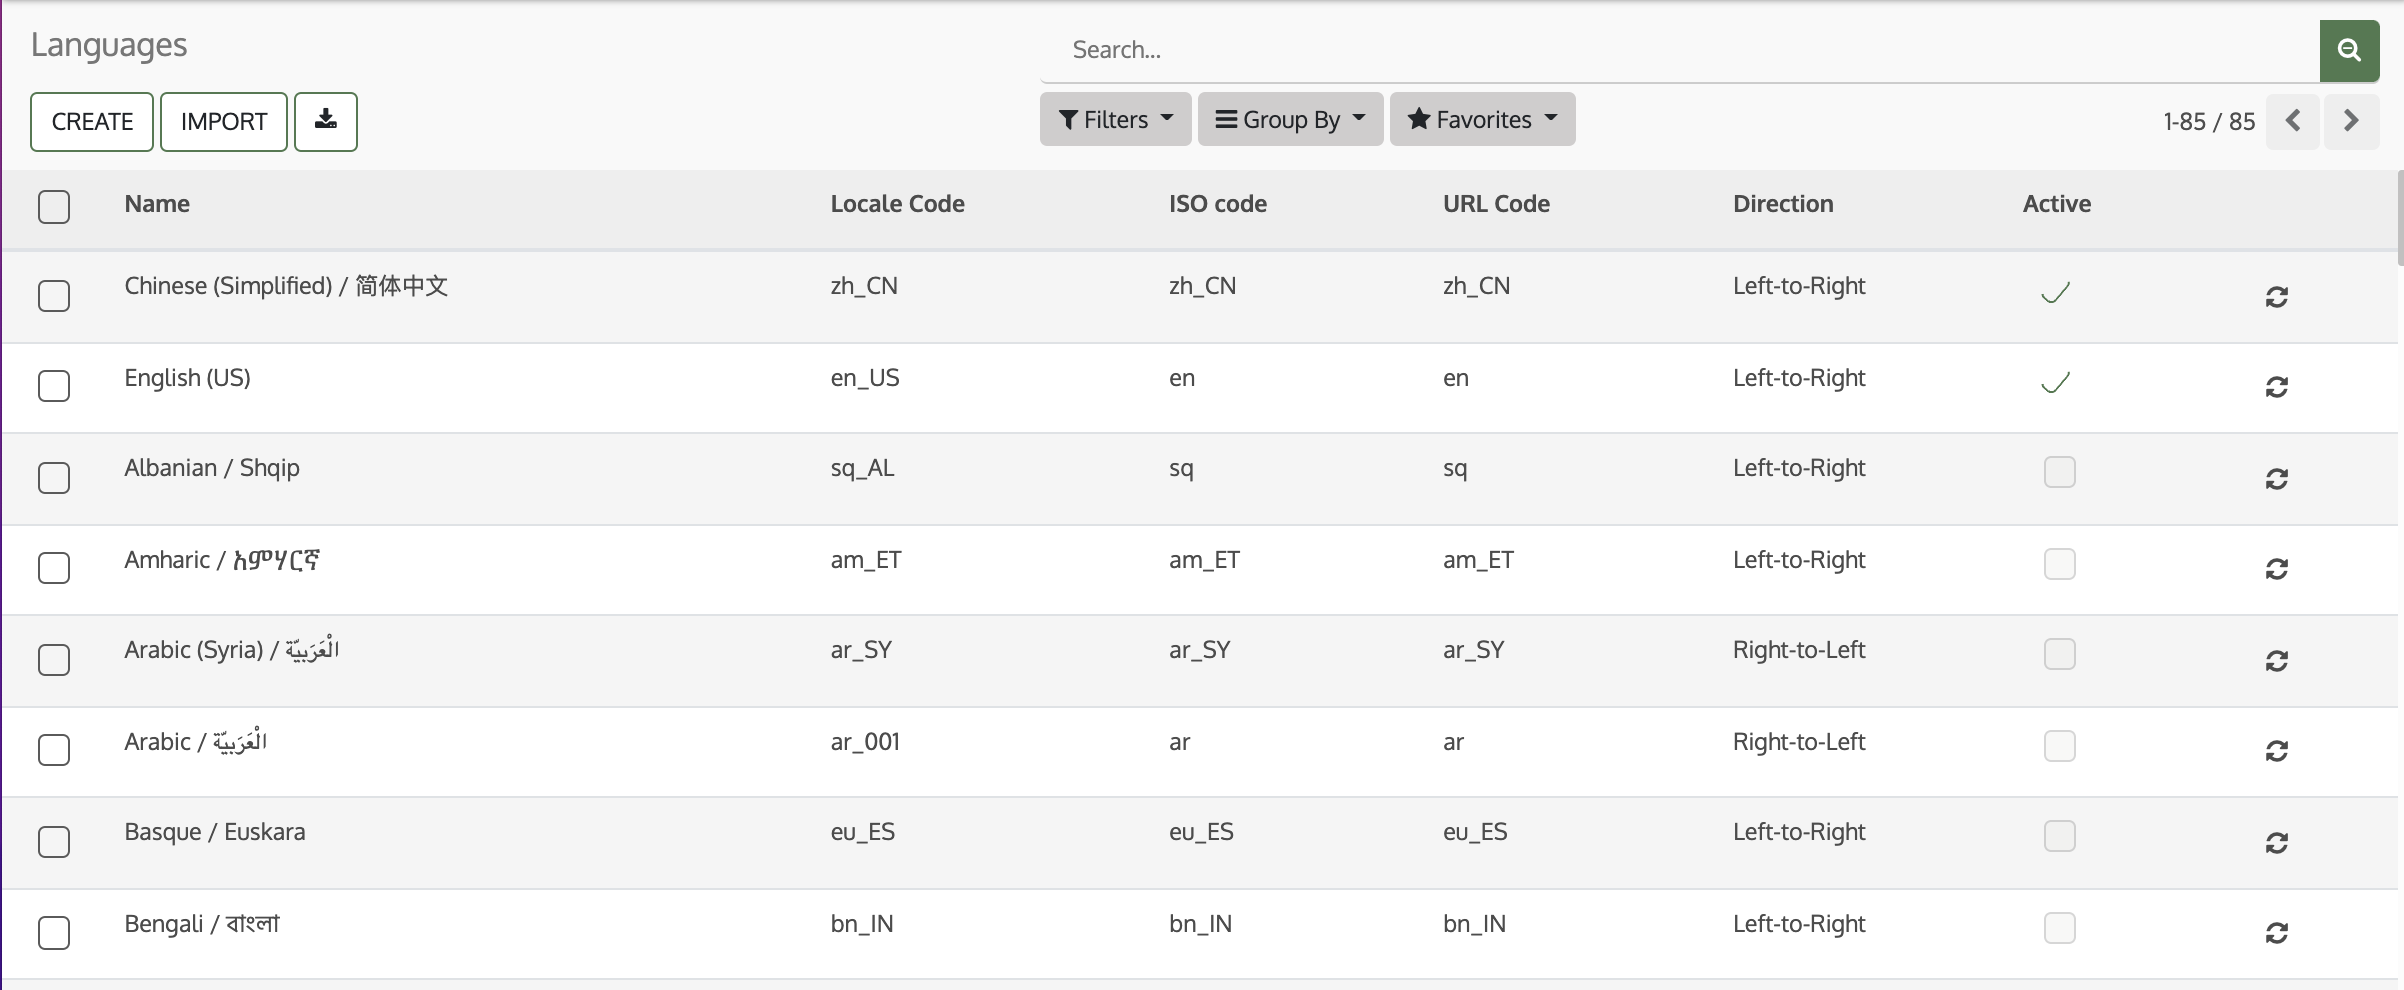 Languages
Search...
CREATE IMPORT
Filters Group By Favorites 1-85 / 85
Name Locale Code ISO code URL Code Direction Active
Chinese (Simplified) / 简体中文 zh_CN zh_CN zh_CN Left-to-Right
English (US) en_US en en Left-to-Right
Albanian / Shqip sq_AL sq sq Left-to-Right
Amharic / አምሃርኛ am_ET am_ET am_ET Left-to-Right
Arabic (Syria) / الْعَرَبيّة ar_SY ar_SY ar_SY Right-to-Left
Arabic / الْعَرَبيّة ar_001 ar ar Right-to-Left
Basque / Euskara eu_ES eu_ES eu_ES Left-to-Right
Bengali / বাংলা bn_IN bn_IN bn_IN Left-to-Right